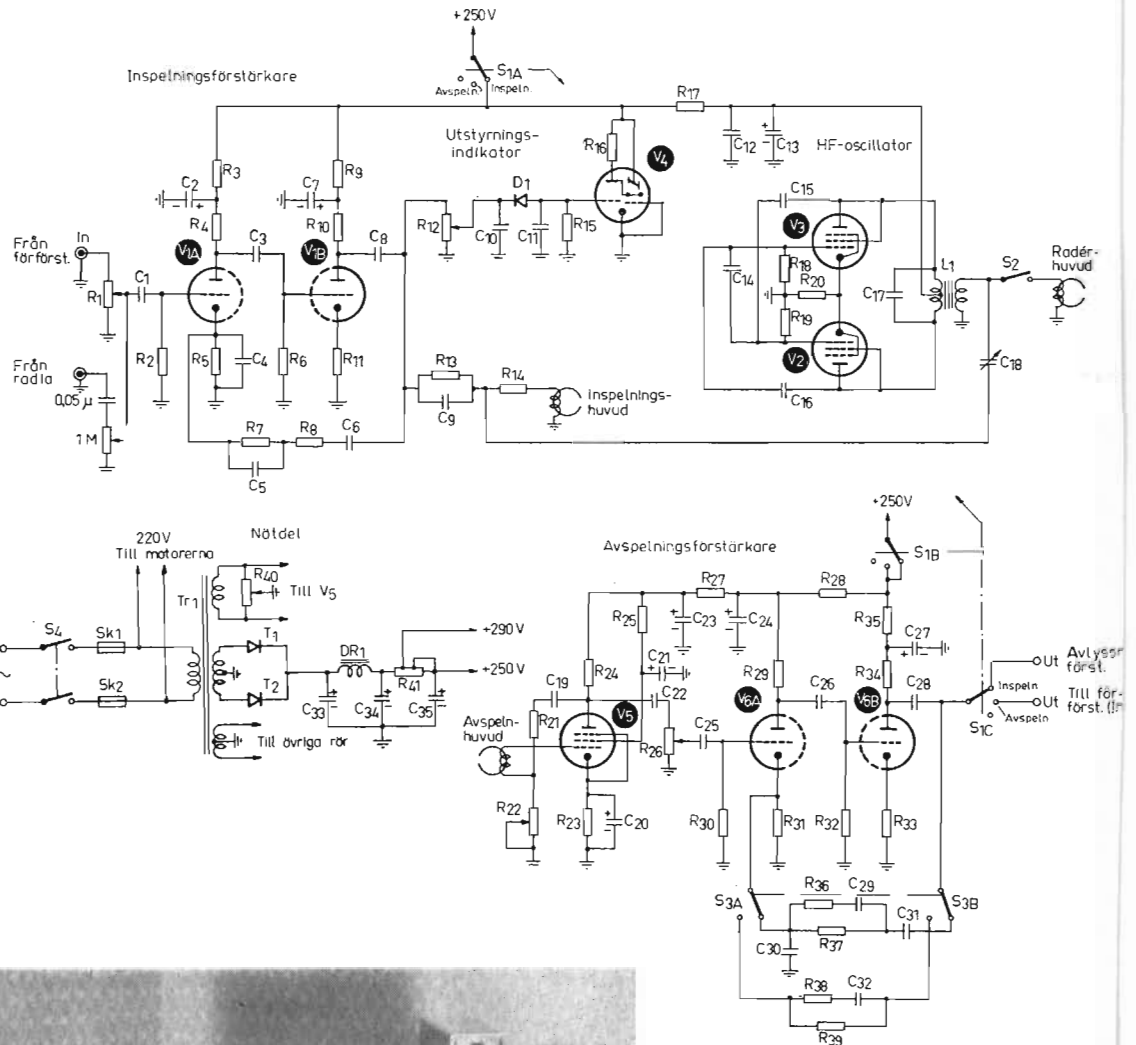 +250V
S1A
Avspeln. Inspeln.
Inspelningsförstärkare
R17
R3
C2
R4
R9
C7
R10
Utstyrnings-
indikator
R16
V4
C12
C13
HF-oscillator
D1
C15
V3
Från
förförst.
In
V1A
C3
V1B
C8
R12
C10
C11
R15
R1
C1
C14
R18
R20
C17
L1
S2
Radér-
huvud
R19
V2
R2
R5
C4
R6
R11
Från
radio
0,05 μ
1 M
R13
C9
R14
Inspelnings-
huvud
C16
C18
R7
R8
C6
C5
220V
Till motorerna
Nätdel
R40
Till V5
Tr1
S4
Sk1
Sk2
T1
T2
DR1
R41
+290V
+250V
C33
C34
C35
Till övriga rör
Avspelningsförstärkare
+250V
S1B
R27
R28
R25
C23
C24
R35
R24
C21
R29
C27
C19
C22
R34
C26
C28
R21
V5
V6A
V6B
Avspeln-
huvud
R26
C25
Ut
Avlyssn
först.
Inspeln
Ut
Till för-
först.
Avspeln
S1C
R22
R23
C20
R30
R31
R32
R33
S3A
R36
C29
S3B
C31
C30
R37
R38
C32
R39